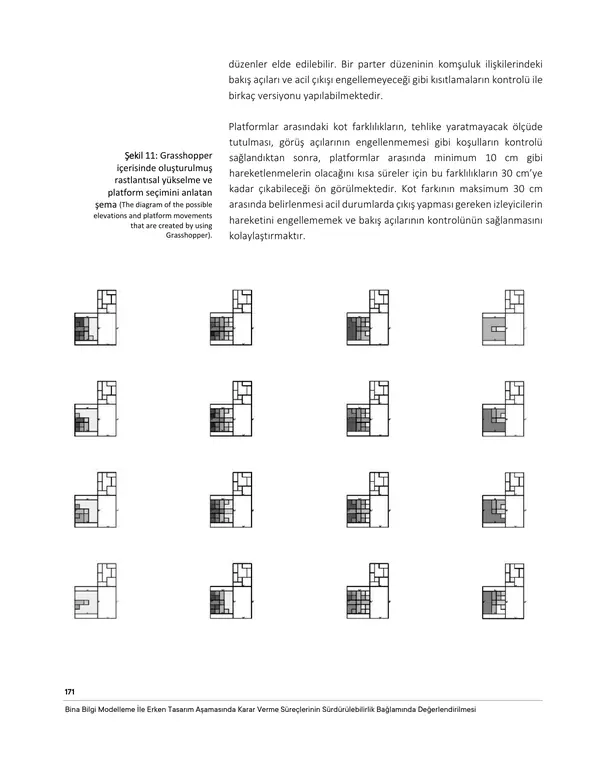 düzenler elde edilebilir. Bir parter düzeninin komşuluk ilişkilerindeki
bakış açıları ve acil çıkışı engellemeyeceği gibi kısıtlamaların kontrolü ile
birkaç versiyonu yapılabilmektedir.
Platformlar arasındaki kot farklılıkların, tehlike yaratmayacak ölçüde
tutulması, görüş açılarının engellenmemesi gibi koşulların kontrolü
sağlandıktan sonra, platformlar arasında minimum 10 cm gibi
hareketlenmelerin olacağını kısa süreler için bu farklılıkların 30 cm'ye
kadar çıkabileceği ön görülmektedir. Kot farkının maksimum 30 cm
arasında belirlenmesi acil durumlarda çıkış yapması gereken izleyicilerin
hareketini engellememek ve bakış açılarının kontrolünün sağlanmasını
kolaylaştırmaktır.
Şekil 11: Grasshopper
içerisinde oluşturulmuş
rastlantısal yükselme ve
platform seçimini anlatan
şema (The diagram of the possible
elevations and platform movements
that are created by using
Grasshopper).
171
Bina Bilgi Modelleme İle Erken Tasarım Aşamasında Karar Verme Süreçlerinin Sürdürülebilirlik Bağlamında Değerlendirilmesi